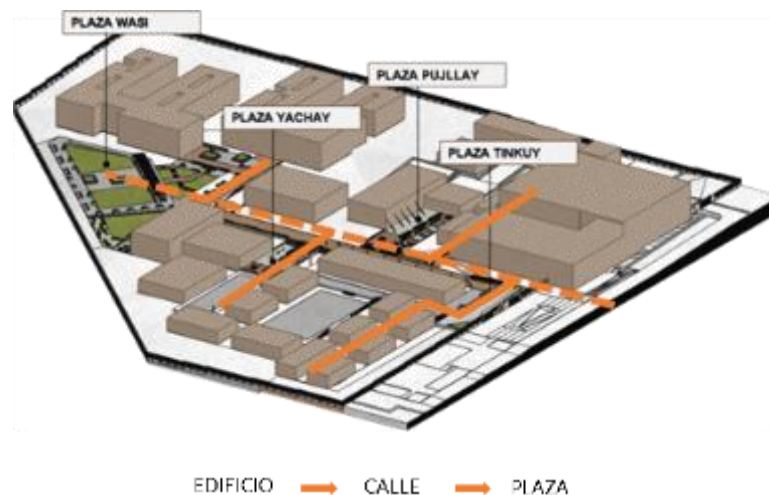 PLAZA WASI
PLAZA PUJLLAY
PLAZA YACHAY
PLAZA TINKUY
EDIFICIO CALLE PLAZA